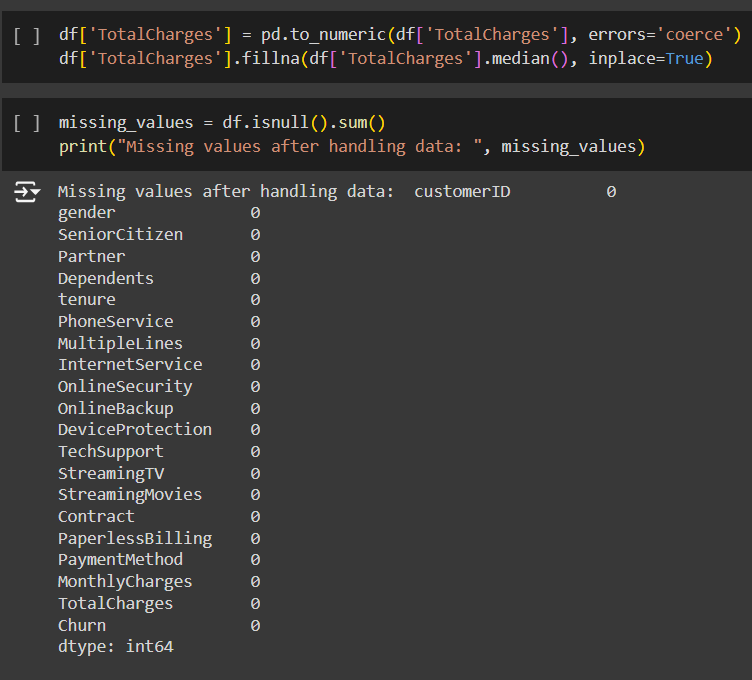 [ ] df['TotalCharges'] = pd.to_numeric(df['TotalCharges'], errors='coerce')
df['TotalCharges'].fillna(df['TotalCharges'].median(), inplace=True)
[ ] missing_values = df.isnull().sum()
print("Missing values after handling data: ", missing_values)
Missing values after handling data:  customerID          0
gender              0
SeniorCitizen       0
Partner             0
Dependents          0
tenure              0
PhoneService        0
MultipleLines       0
InternetService     0
OnlineSecurity      0
OnlineBackup        0
DeviceProtection    0
TechSupport         0
StreamingTV         0
StreamingMovies     0
Contract            0
PaperlessBilling    0
PaymentMethod       0
MonthlyCharges      0
TotalCharges        0
Churn               0
dtype: int64